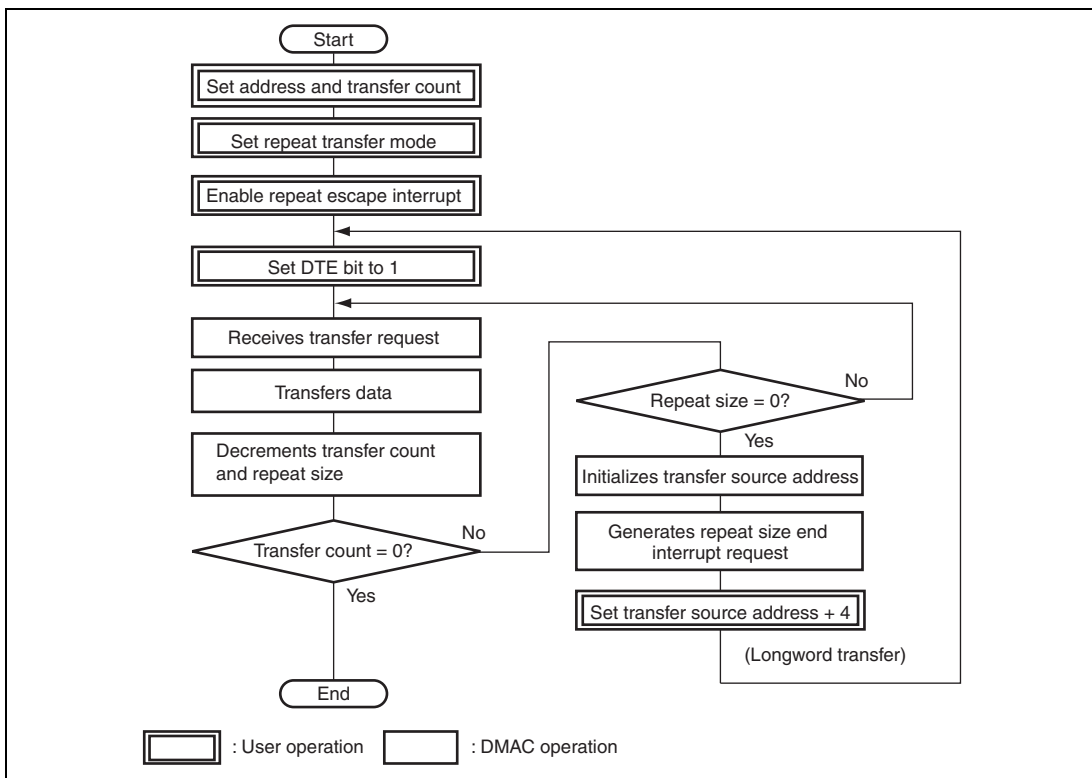 Start
Set address and transfer count
Set repeat transfer mode
Enable repeat escape interrupt
Set DTE bit to 1
Receives transfer request
Transfers data
Decrements transfer count
and repeat size
Transfer count = 0?
No
Yes
End
Repeat size = 0?
No
Yes
Initializes transfer source address
Generates repeat size end
interrupt request
Set transfer source address + 4
(Longword transfer)
: User operation
: DMAC operation